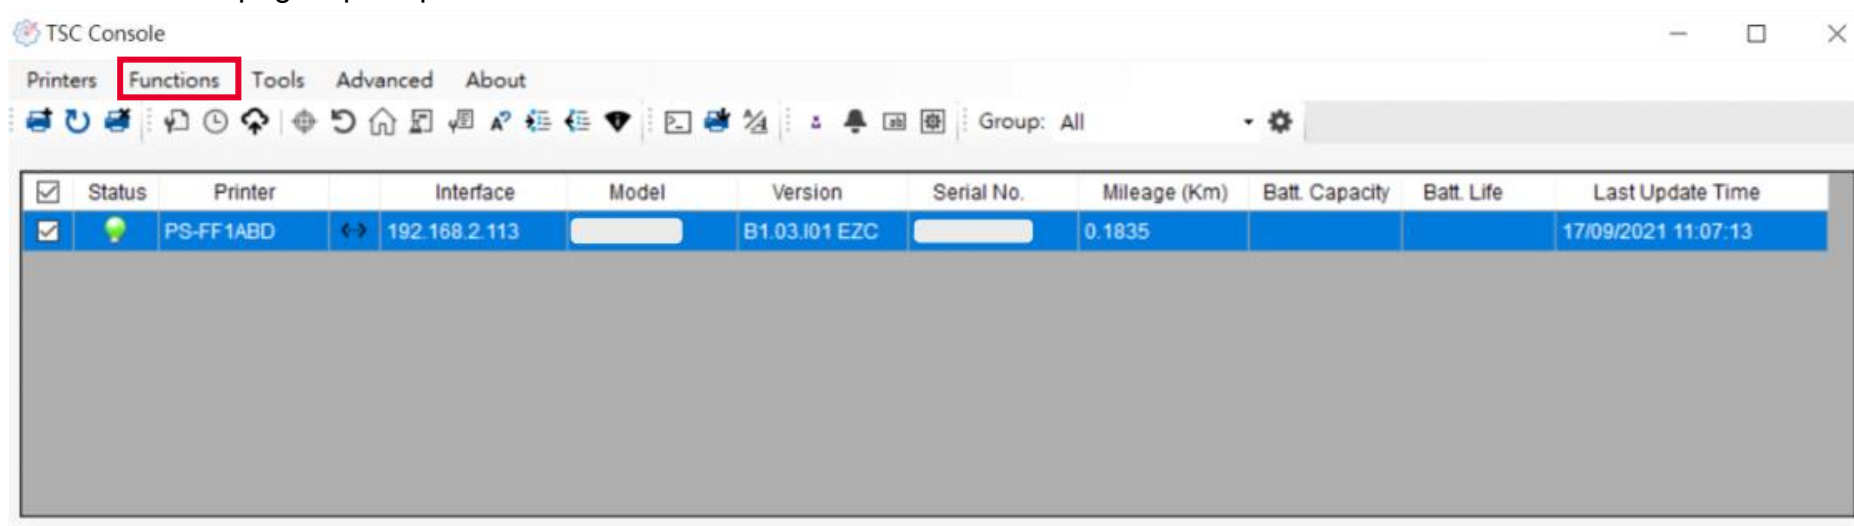 TSC Console
Printers Functions Tools Advanced About
Group: All
Status Printer Interface Model Version Serial No. Mileage (Km) Batt. Capacity Batt. Life Last Update Time
PS-FF1ABD 192.168.2.113 B1.03.I01 EZC 0.1835 17/09/2021 11:07:13